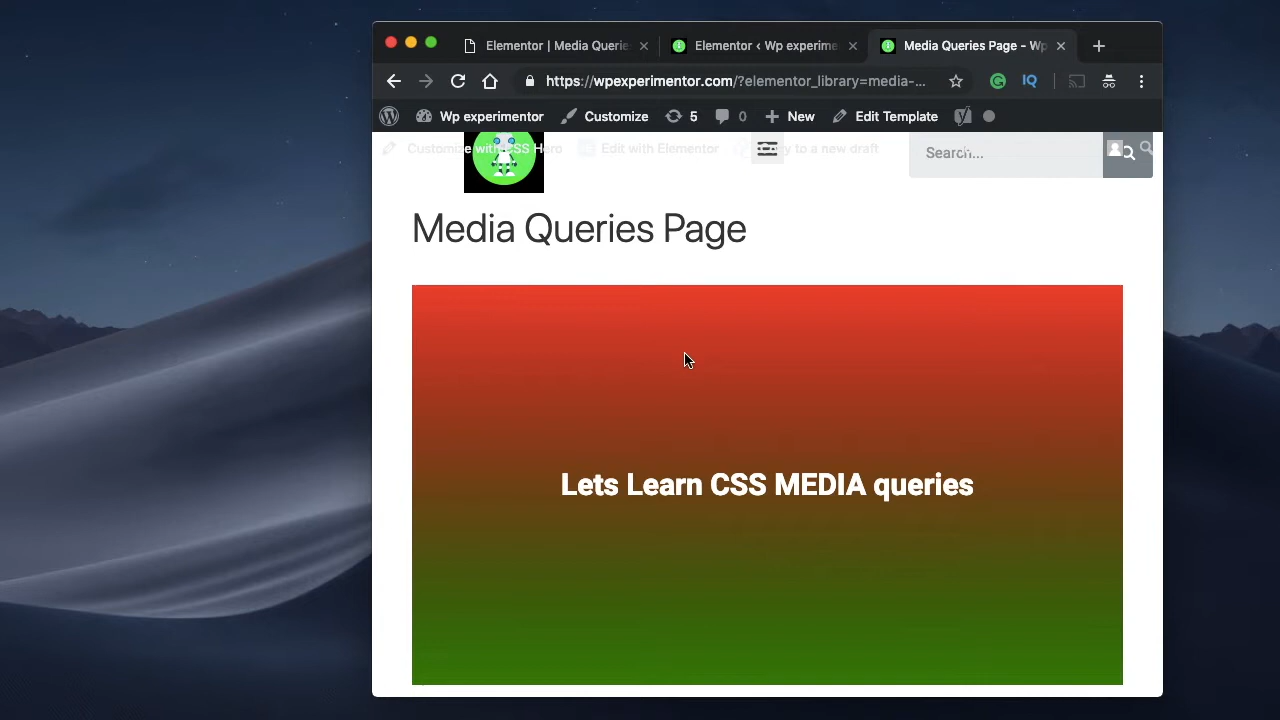 Elementor | Media Querie
Elementor ‹ Wp experime
Media Queries Page - Wp
https://wpexperimentor.com/?elementor_library=media-...
IQ
Wp experimentor
Customize
5
0
New
Edit Template
Customize with CSS Hero
Edit with Elementor
to a new draft
Search...
Media Queries Page
Lets Learn CSS MEDIA queries